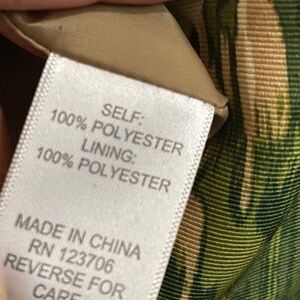 SELF:
100% POLYESTER
LINING:
100% POLYESTER
MADE IN CHINA
RN 123706
REVERSE FOR
CARE